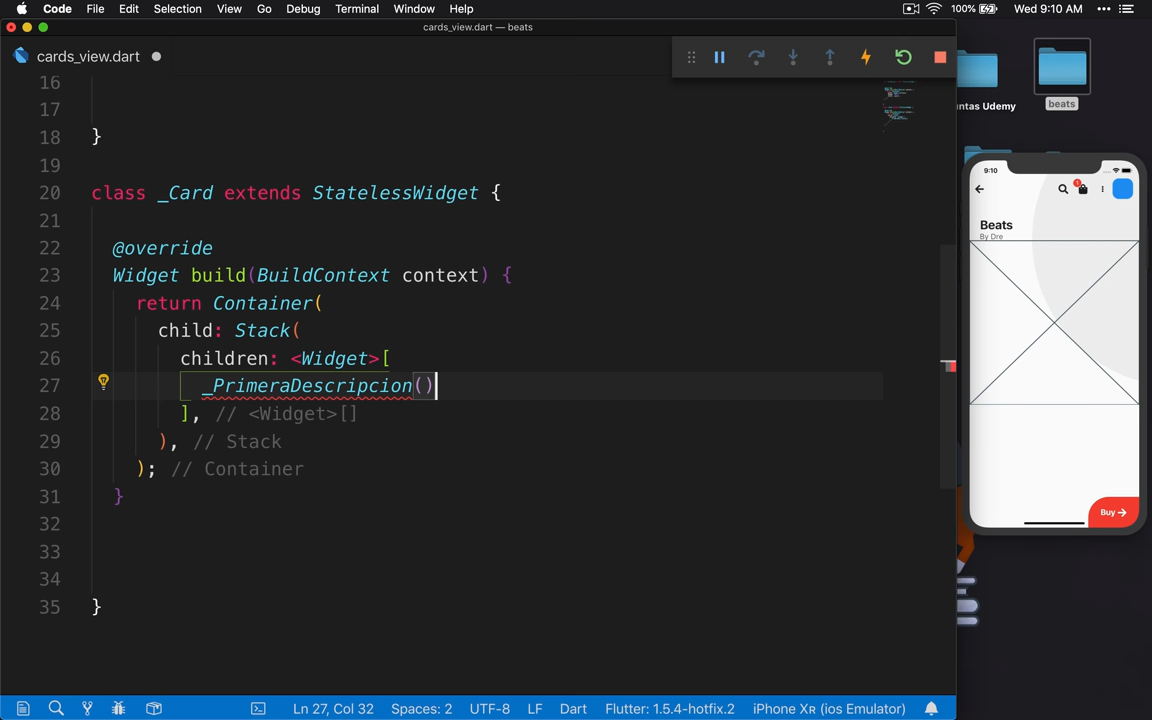 Code File Edit Selection View Go Debug Terminal Window Help 100% Wed 9:10 AM
cards_view.dart — beats
cards_view.dart
16
17
18 }
19
20 class _Card extends StatelessWidget {
21
22 @override
23 Widget build(BuildContext context) {
24 return Container(
25 child: Stack(
26 children: <Widget>[
27 _PrimeraDescripcion()
28 ], // <Widget>[]
29 ), // Stack
30 ); // Container
31 }
32
33
34
35 }
Ln 27, Col 32 Spaces: 2 UTF-8 LF Dart Flutter: 1.5.4-hotfix.2 iPhone XR (ios Emulator)
untas Udemy
beats
9:10
1
Beats
By Dre
Buy